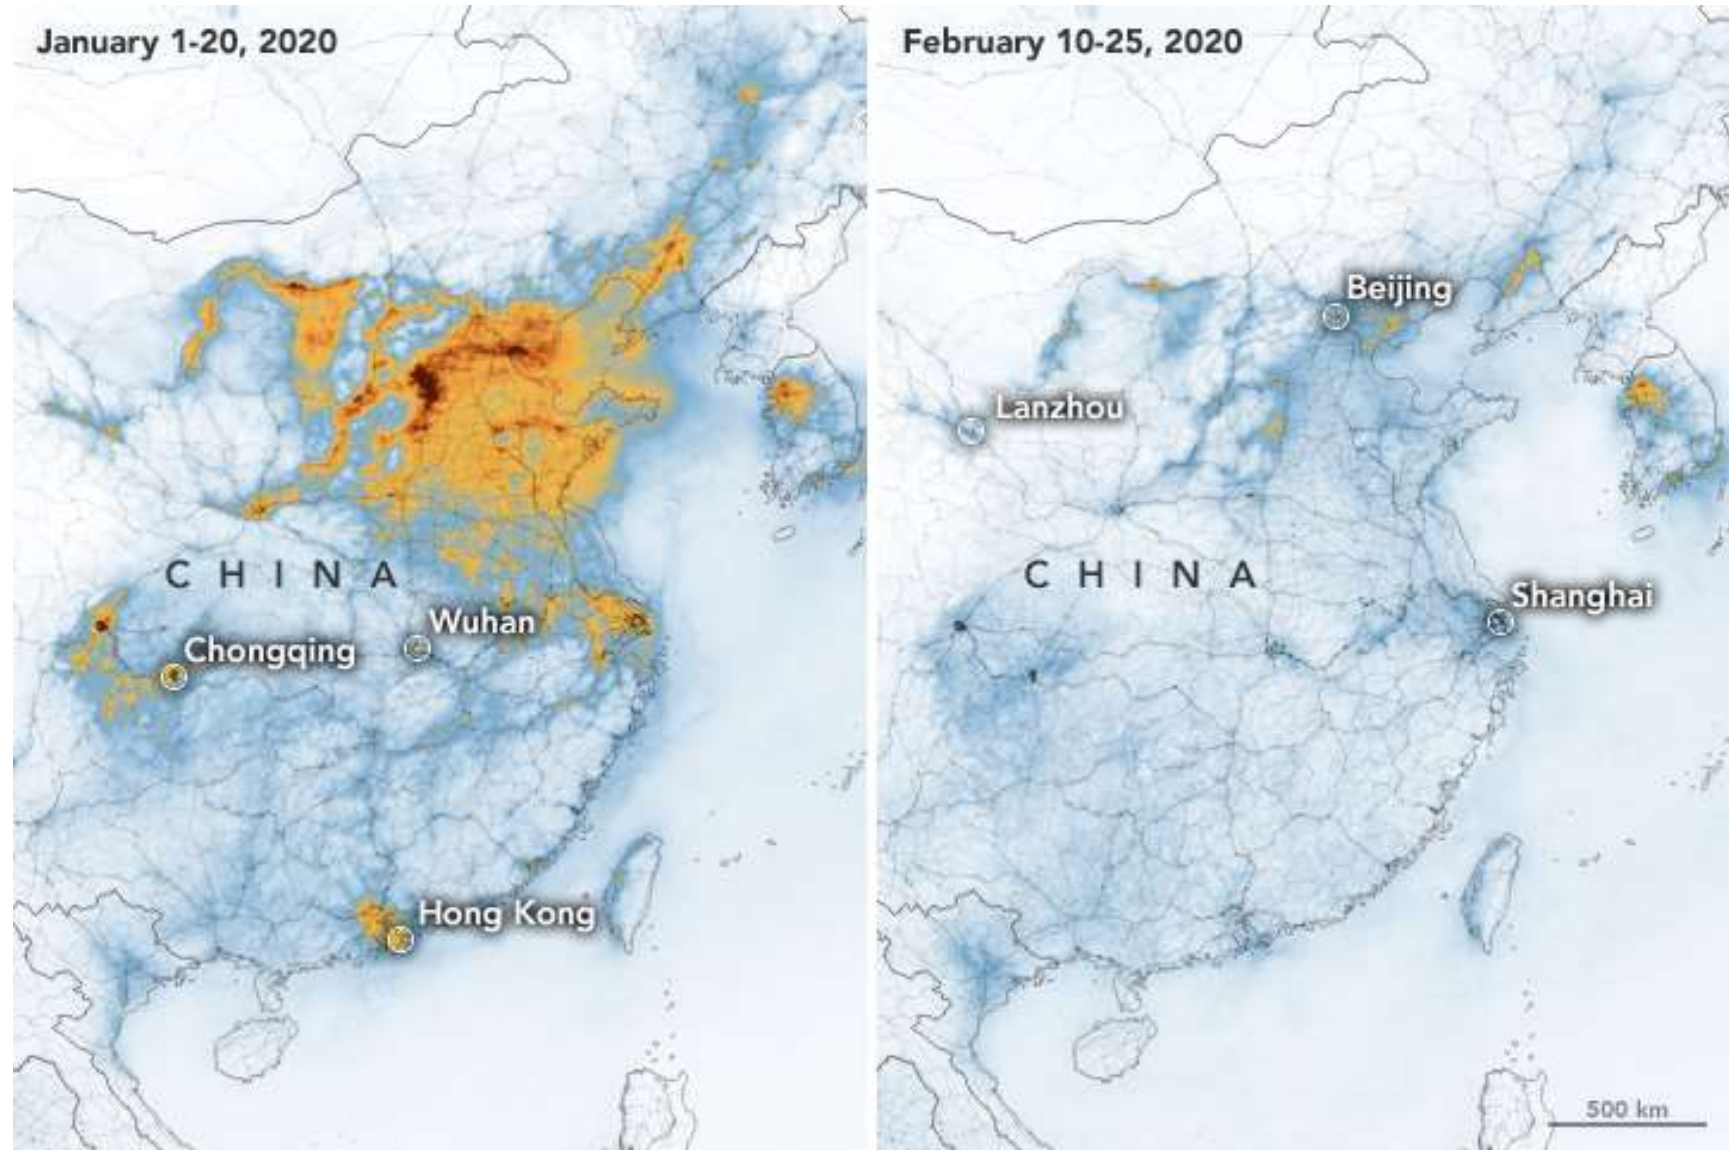 January 1-20, 2020
CHINA
Wuhan
Chongqing
Hong Kong
February 10-25, 2020
Beijing
Lanzhou
CHINA
Shanghai
500 km